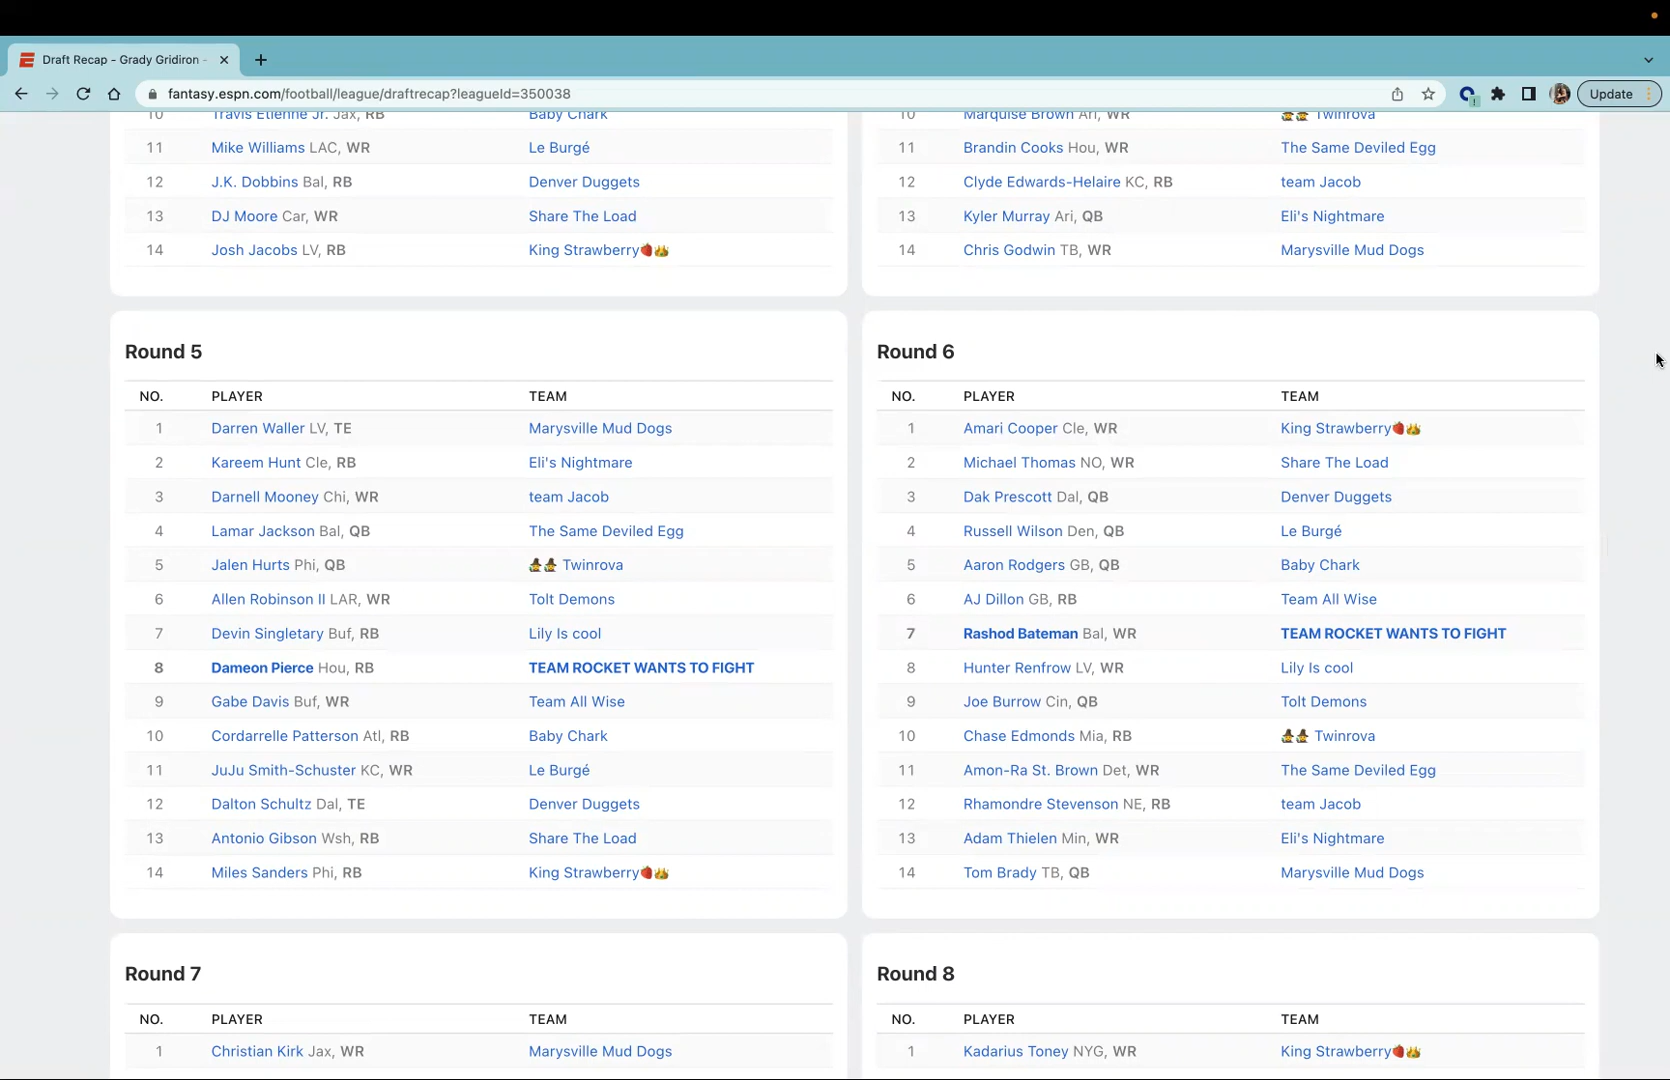 Draft Recap - Grady Gridiron -
fantasy.espn.com/football/league/draftrecap?leagueId=350038
Update
10 Travis Etienne Jr. Jax, RB Baby Chark
11 Mike Williams LAC, WR Le Burgé
12 J.K. Dobbins Bal, RB Denver Duggets
13 DJ Moore Car, WR Share The Load
14 Josh Jacobs LV, RB King Strawberry🍓👑
10 Marquise Brown Ari, WR Twinrova
11 Brandin Cooks Hou, WR The Same Deviled Egg
12 Clyde Edwards-Helaire KC, RB team Jacob
13 Kyler Murray Ari, QB Eli's Nightmare
14 Chris Godwin TB, WR Marysville Mud Dogs
Round 5
NO. PLAYER TEAM
1 Darren Waller LV, TE Marysville Mud Dogs
2 Kareem Hunt Cle, RB Eli's Nightmare
3 Darnell Mooney Chi, WR team Jacob
4 Lamar Jackson Bal, QB The Same Deviled Egg
5 Jalen Hurts Phi, QB Twinrova
6 Allen Robinson II LAR, WR Tolt Demons
7 Devin Singletary Buf, RB Lily Is cool
8 Dameon Pierce Hou, RB TEAM ROCKET WANTS TO FIGHT
9 Gabe Davis Buf, WR Team All Wise
10 Cordarrelle Patterson Atl, RB Baby Chark
11 JuJu Smith-Schuster KC, WR Le Burgé
12 Dalton Schultz Dal, TE Denver Duggets
13 Antonio Gibson Wsh, RB Share The Load
14 Miles Sanders Phi, RB King Strawberry🍓👑
Round 6
NO. PLAYER TEAM
1 Amari Cooper Cle, WR King Strawberry🍓👑
2 Michael Thomas NO, WR Share The Load
3 Dak Prescott Dal, QB Denver Duggets
4 Russell Wilson Den, QB Le Burgé
5 Aaron Rodgers GB, QB Baby Chark
6 AJ Dillon GB, RB Team All Wise
7 Rashod Bateman Bal, WR TEAM ROCKET WANTS TO FIGHT
8 Hunter Renfrow LV, WR Lily Is cool
9 Joe Burrow Cin, QB Tolt Demons
10 Chase Edmonds Mia, RB Twinrova
11 Amon-Ra St. Brown Det, WR The Same Deviled Egg
12 Rhamondre Stevenson NE, RB team Jacob
13 Adam Thielen Min, WR Eli's Nightmare
14 Tom Brady TB, QB Marysville Mud Dogs
Round 7
NO. PLAYER TEAM
1 Christian Kirk Jax, WR Marysville Mud Dogs
Round 8
NO. PLAYER TEAM
1 Kadarius Toney NYG, WR King Strawberry🍓👑